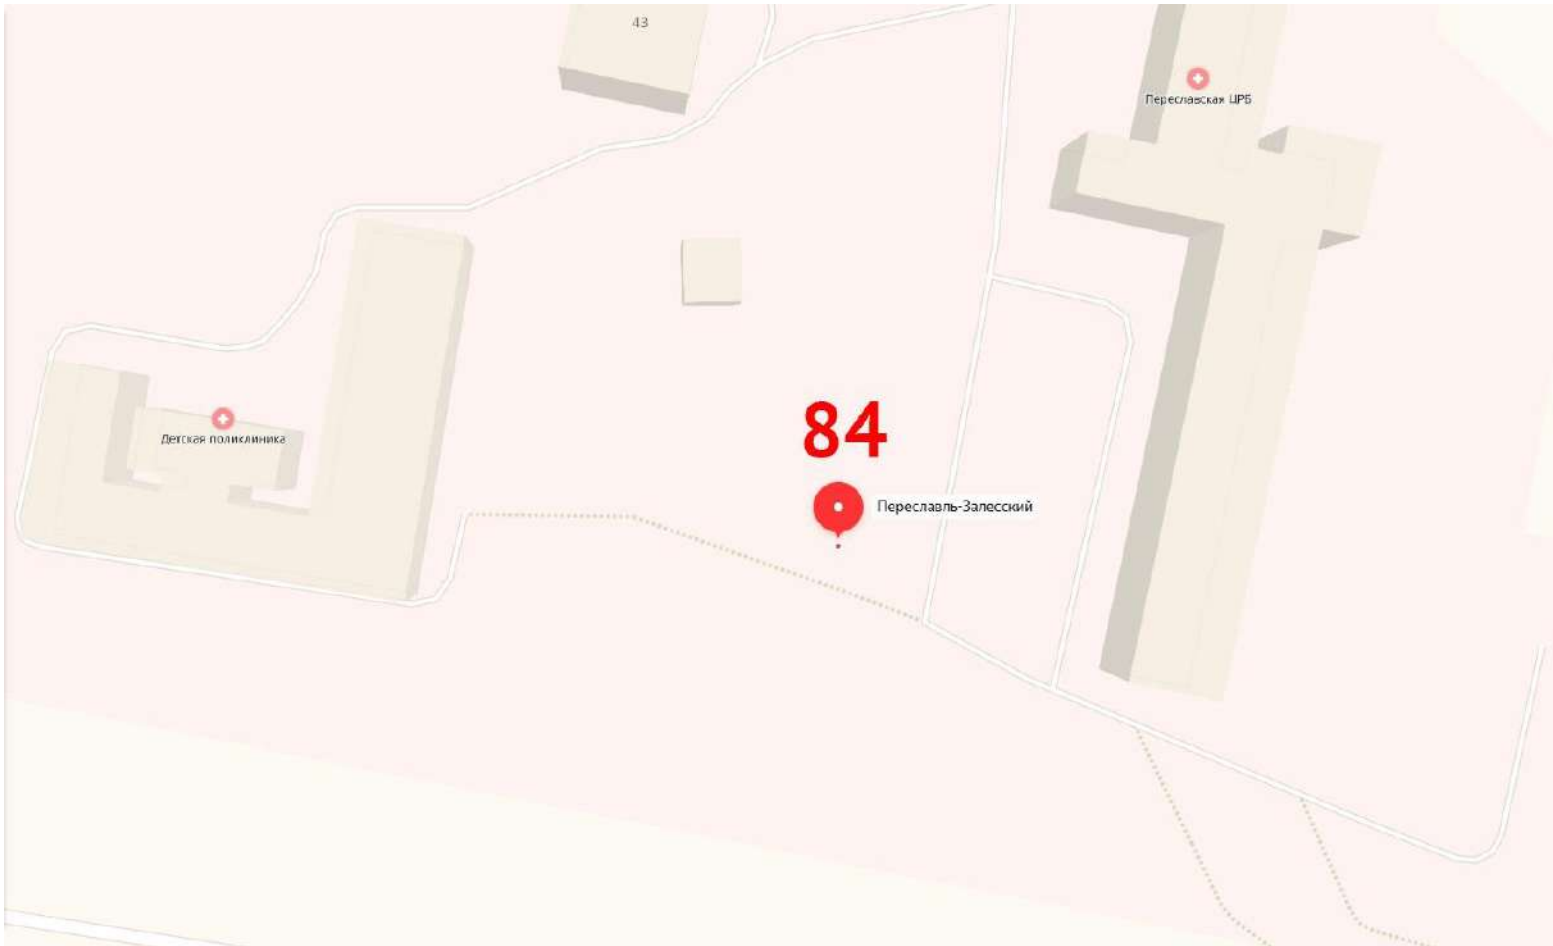 43
Переславская ЦРБ
84
Детская поликлиника
Переславль-Залесский